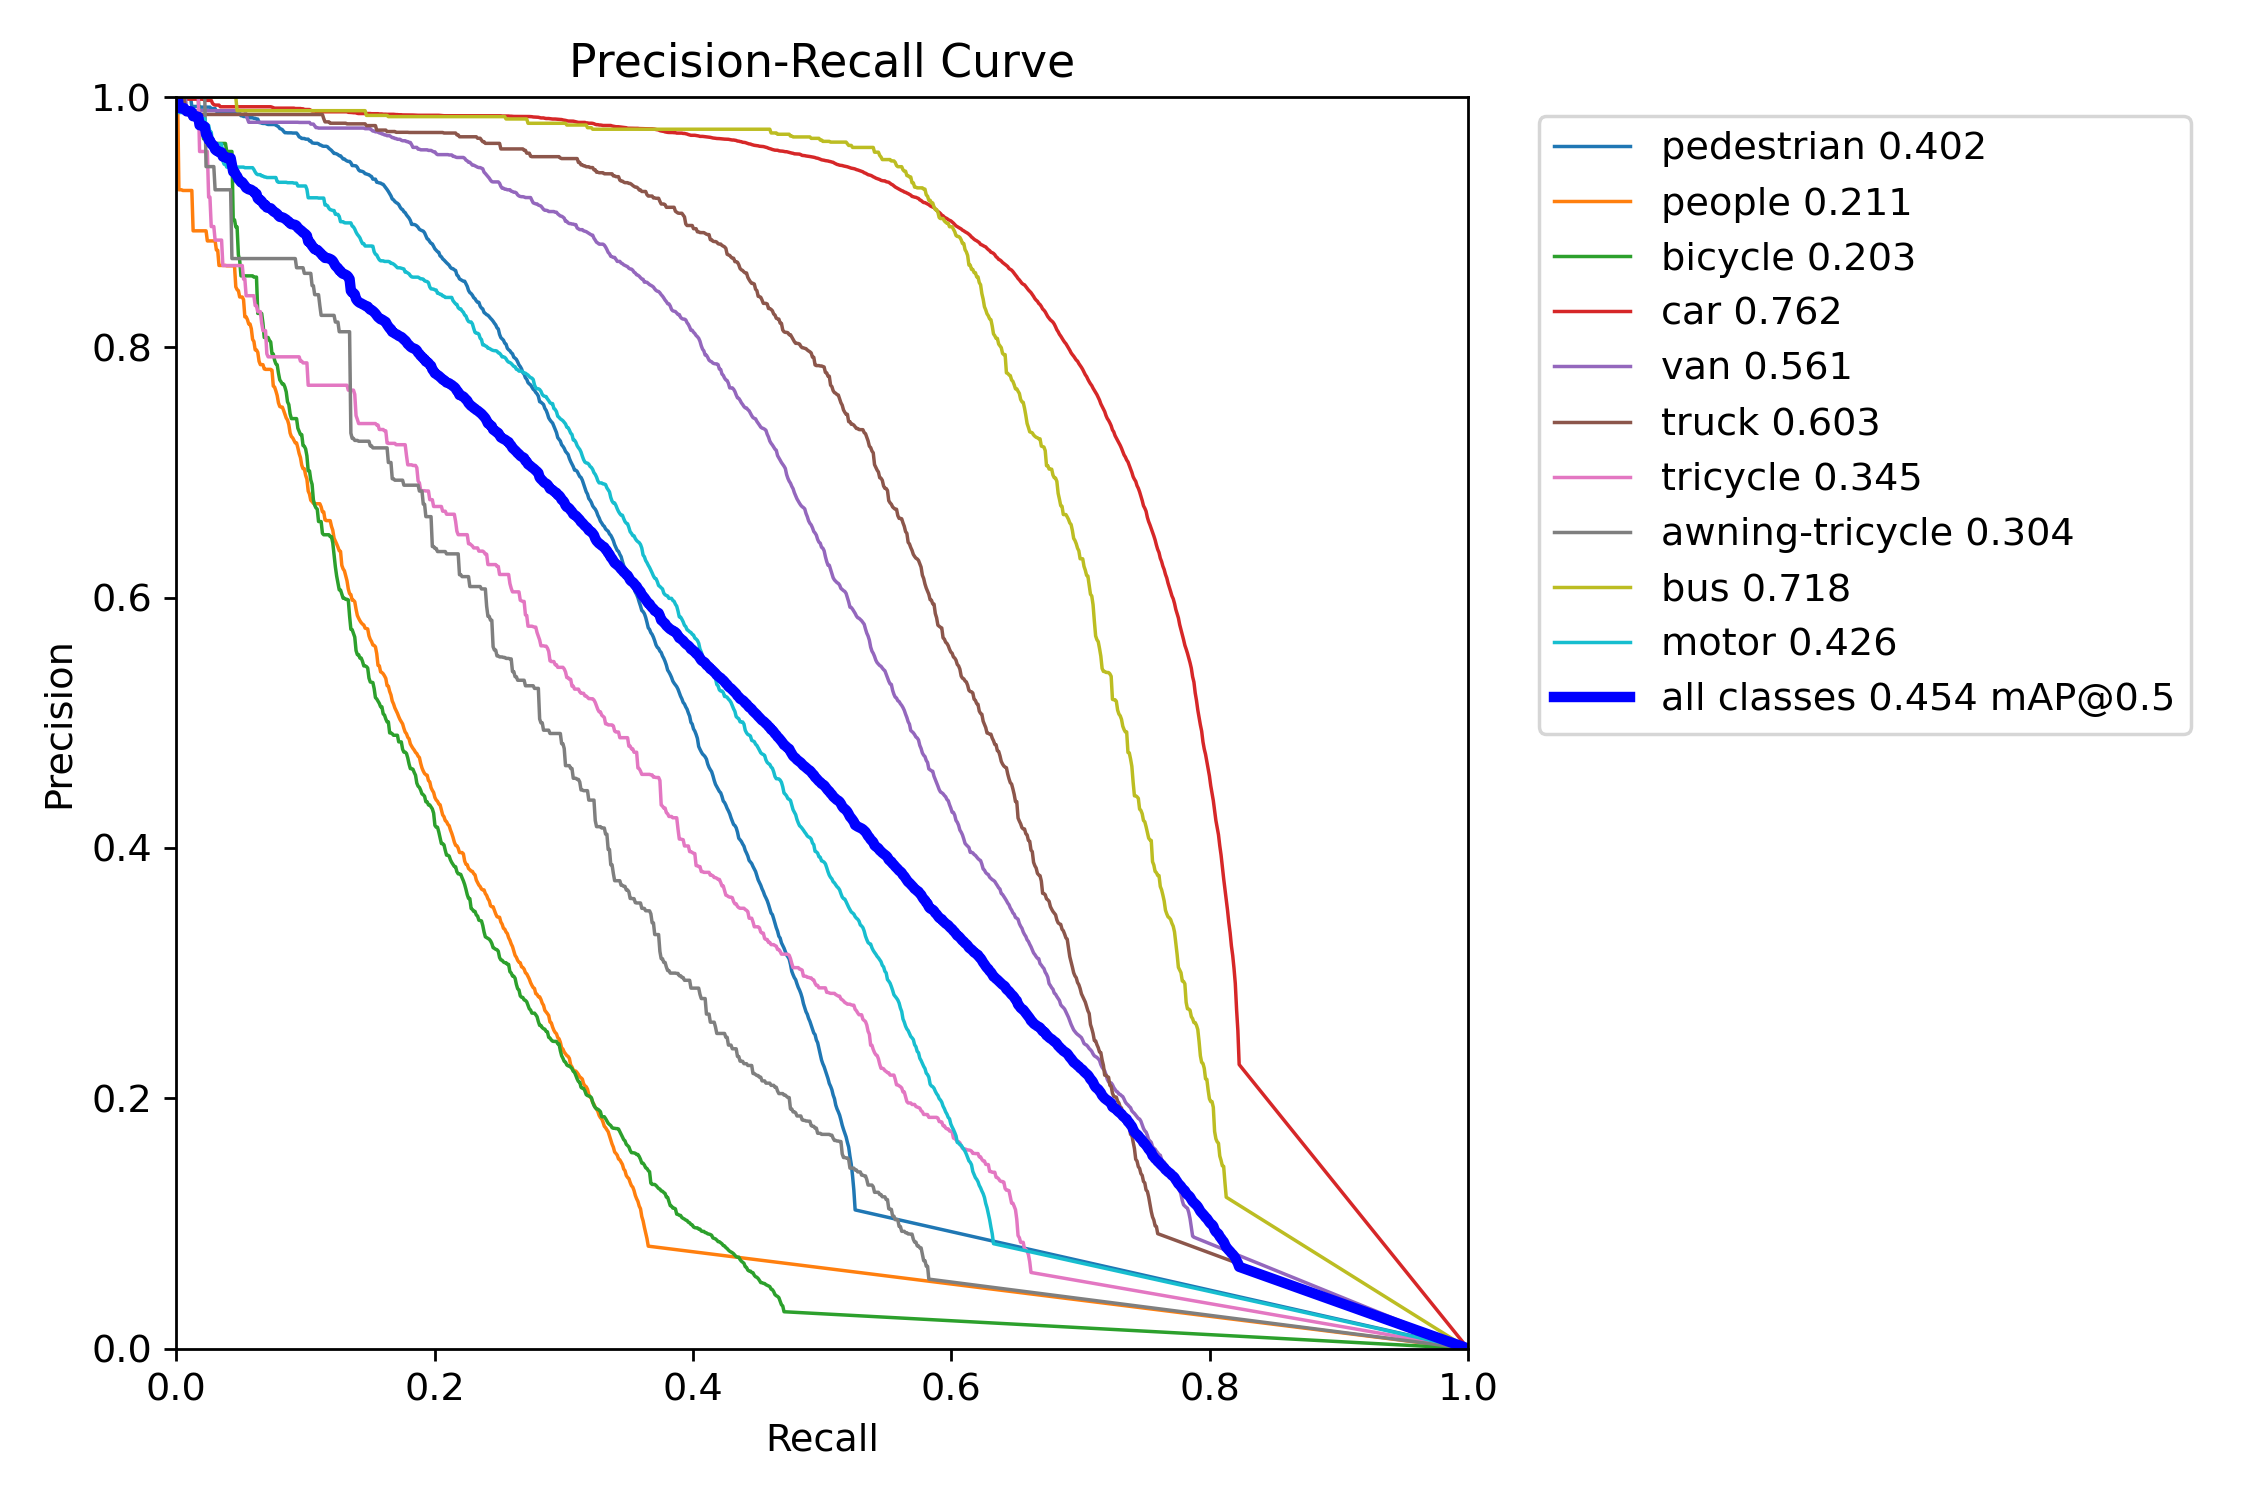 Precision-Recall Curve
1.0
0.8
0.6
0.4
0.2
0.0
Precision
0.0 0.2 0.4 0.6 0.8 1.0
Recall
pedestrian 0.402
people 0.211
bicycle 0.203
car 0.762
van 0.561
truck 0.603
tricycle 0.345
awning-tricycle 0.304
bus 0.718
motor 0.426
all classes 0.454 mAP@0.5